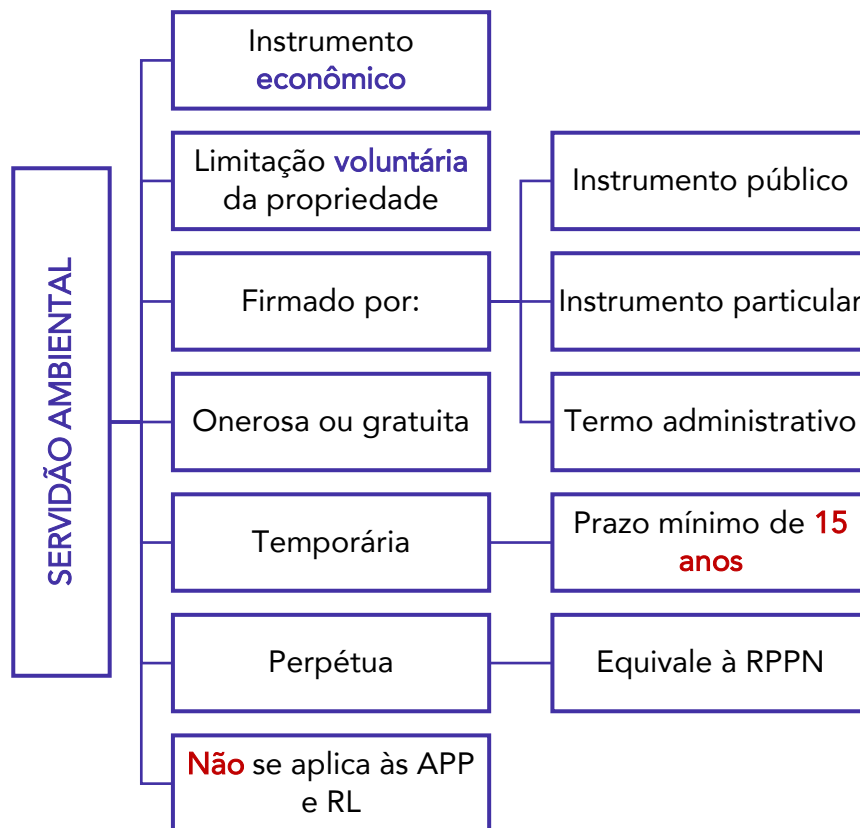 SERVIDÃO AMBIENTAL
Instrumento
econômico
Limitação voluntária
da propriedade
Firmado por:
Instrumento público
Instrumento particular
Termo administrativo
Onerosa ou gratuita
Temporária
Prazo mínimo de 15
anos
Perpétua
Equivale à RPPN
Não se aplica às APP
e RL